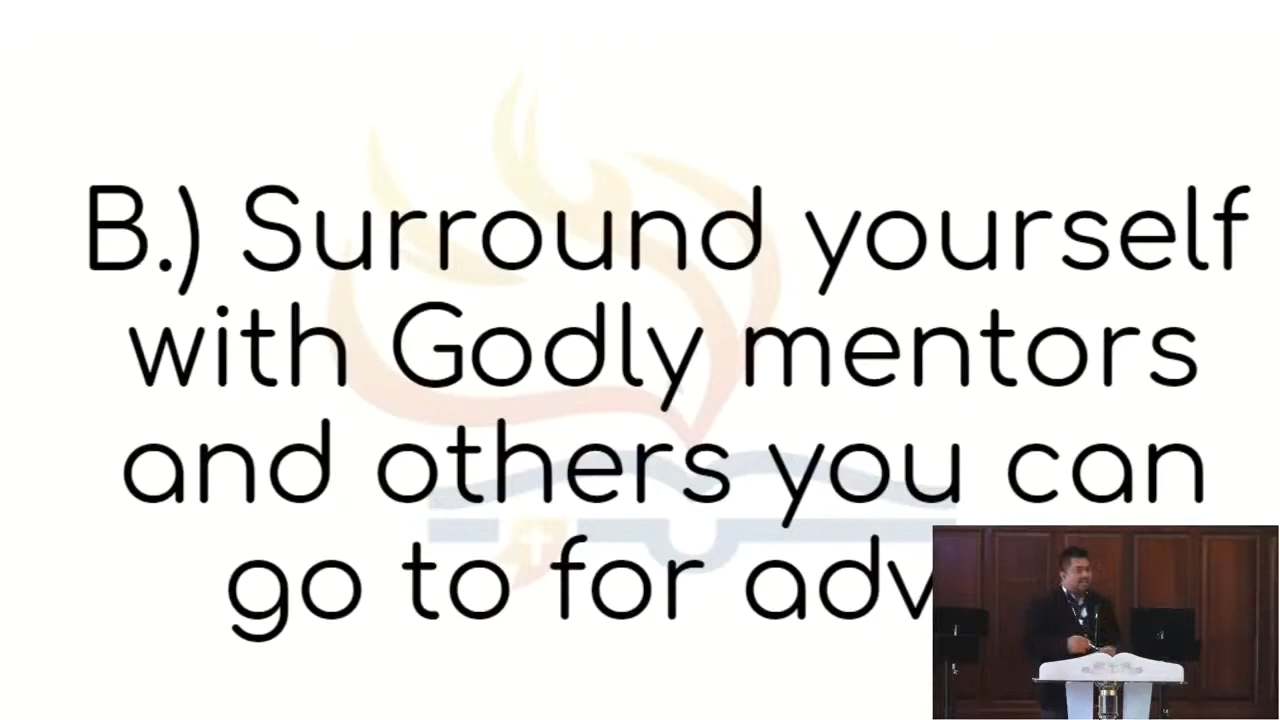 B.) Surround yourself
with Godly mentors
and others you can
go to for adv